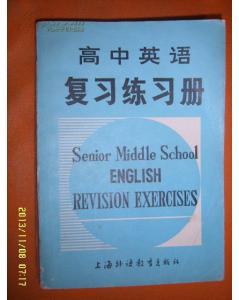 高中英语
复习练习册
Senior Middle School
ENGLISH
REVISION EXERCISES
上海外语教育出版社
2013/11/08 07:17